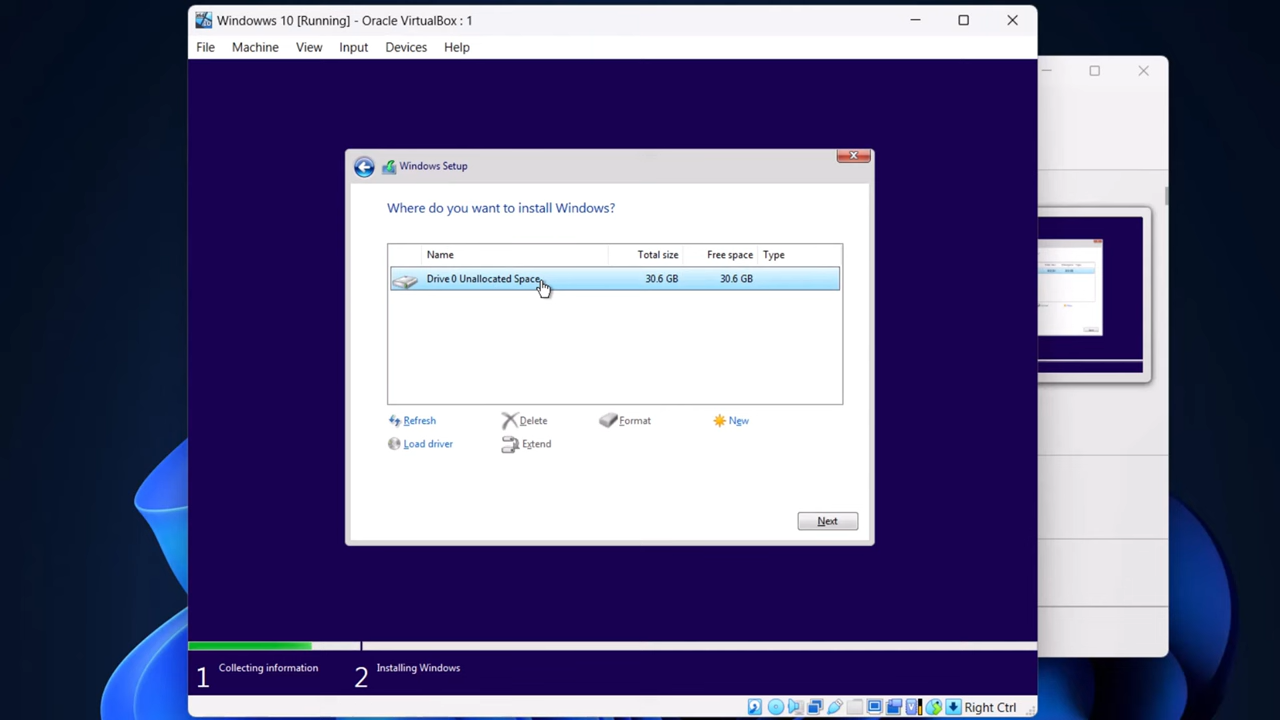 Windowws 10 [Running] - Oracle VirtualBox : 1
File Machine View Input Devices Help
Windows Setup
Where do you want to install Windows?
Name Total size Free space Type
Drive 0 Unallocated Space 30.6 GB 30.6 GB
Refresh Delete Format New
Load driver Extend
Next
1 Collecting information 2 Installing Windows
Right Ctrl